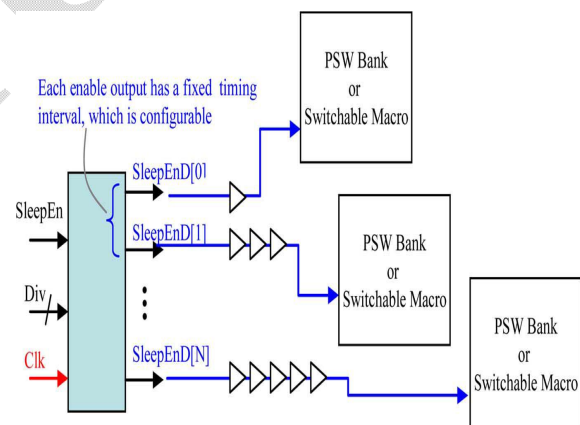 PSW Bank
or
Switchable Macro
Each enable output has a fixed timing
interval, which is configurable
SleepEnD[0]
SleepEn
SleepEnD[1]
PSW Bank
or
Switchable Macro
Div
PSW Bank
or
Switchable Macro
Clk
SleepEnD[N]